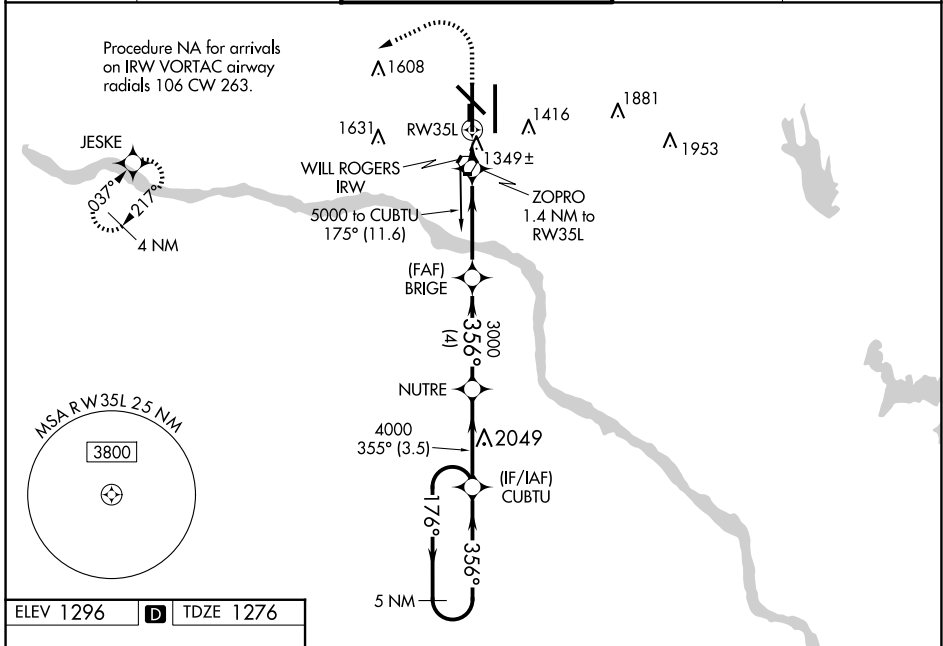 Procedure NA for arrivals
on IRW VORTAC airway
radials 106 CW 263.
1608
1631
RW35L
1416
1881
1953
1349±
JESKE
037°
217°
4 NM
WILL ROGERS
IRW
5000 to CUBTU
175° (11.6)
ZOPRO
1.4 NM to
RW35L
(FAF)
BRIGE
3000
356°
(4)
NUTRE
4000
355° (3.5)
2049
(IF/IAF)
CUBTU
176°
356°
5 NM
MSA RW35L 25 NM
3800
ELEV 1296 D TDZE 1276